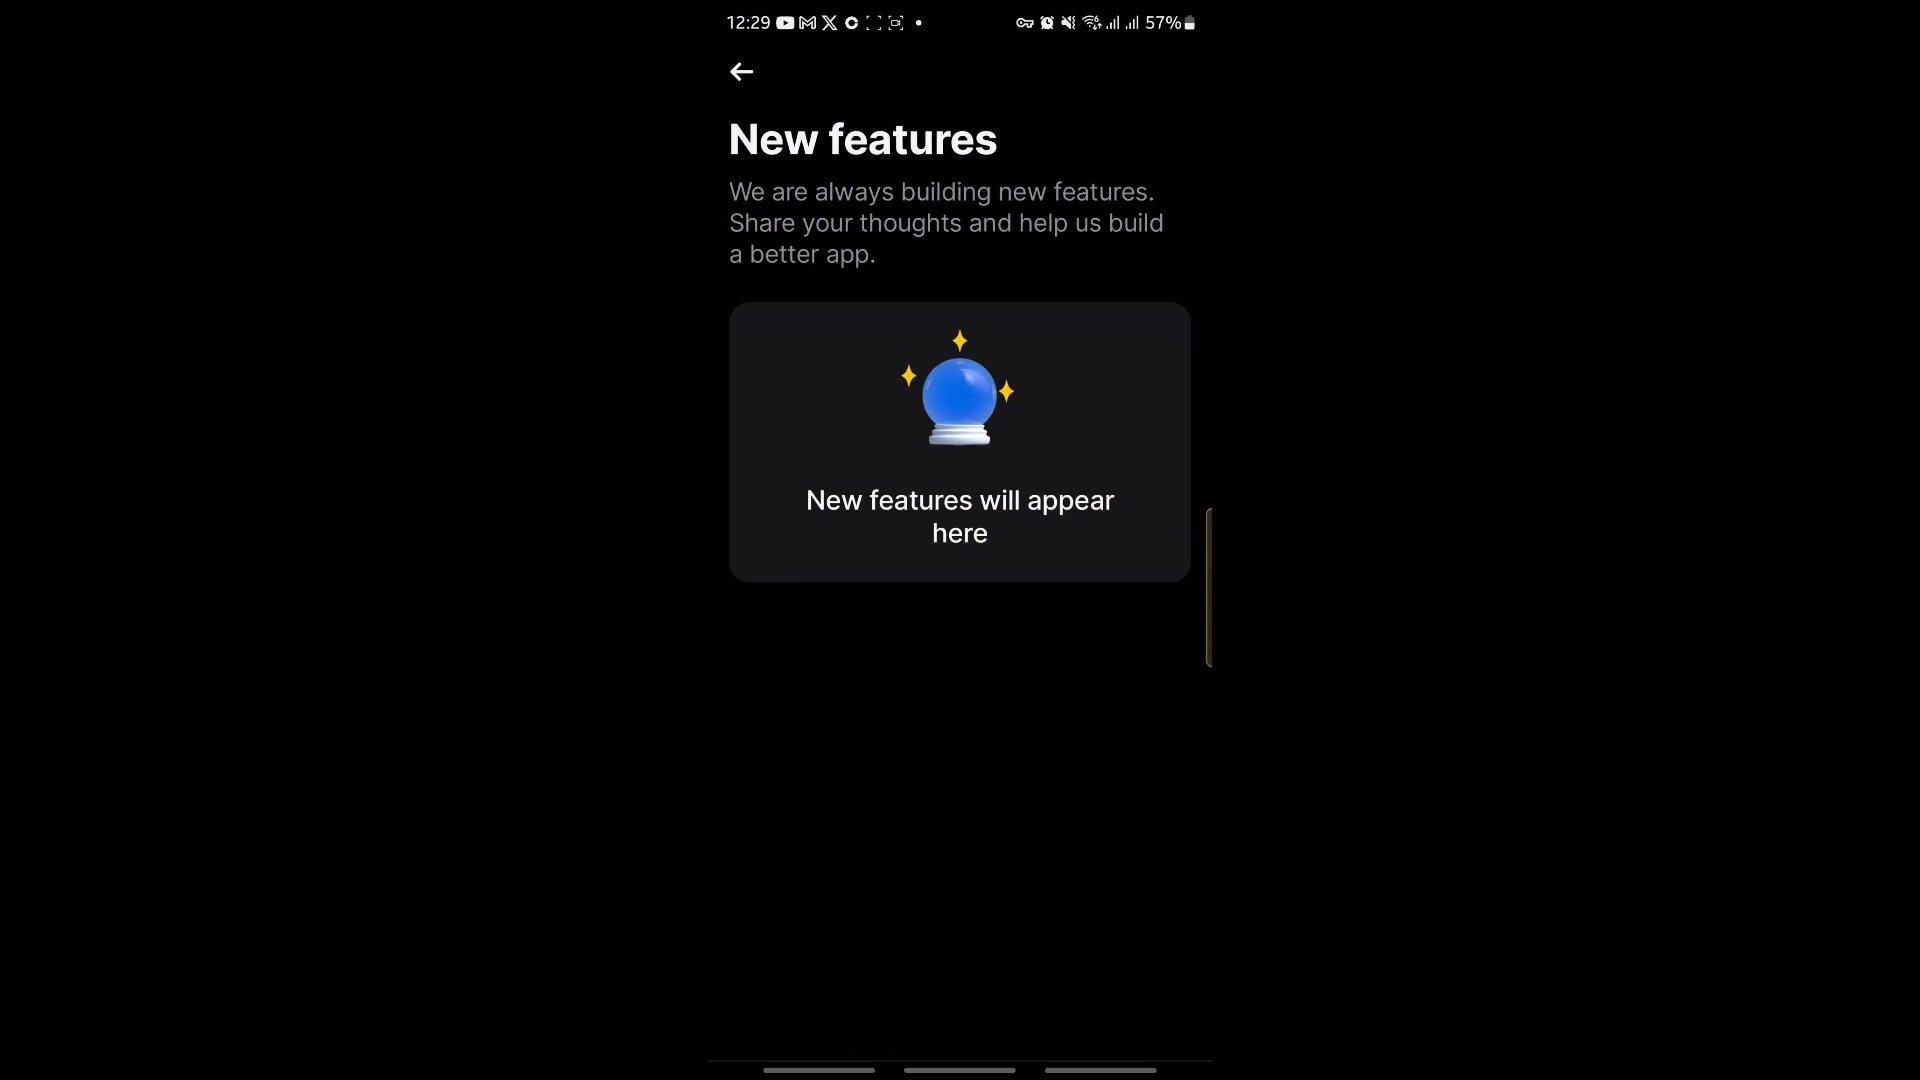 12:29
57%
New features
We are always building new features.
Share your thoughts and help us build
a better app.
New features will appear
here